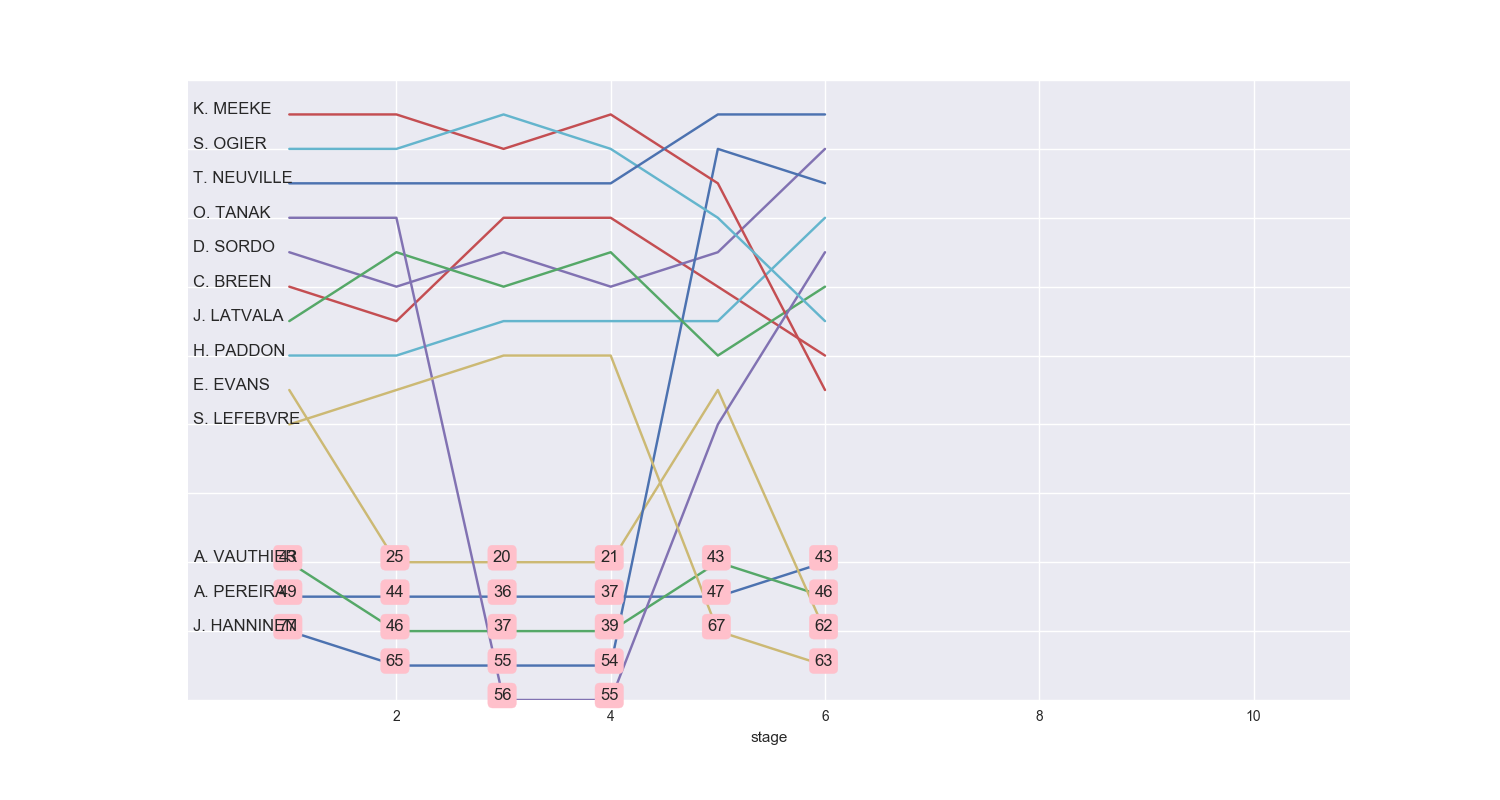 K. MEEKE
S. OGIER
T. NEUVILLE
O. TANAK
D. SORDO
C. BREEN
J. LATVALA
H. PADDON
E. EVANS
S. LEFEBVRE
A. VAUTHIER 43 25 20 21 43 43
A. PEREIRA 49 44 36 37 47 46
J. HANNINEN 46 37 39 67 62
65 55 54 63
56 55
2 4 6 8 10
stage